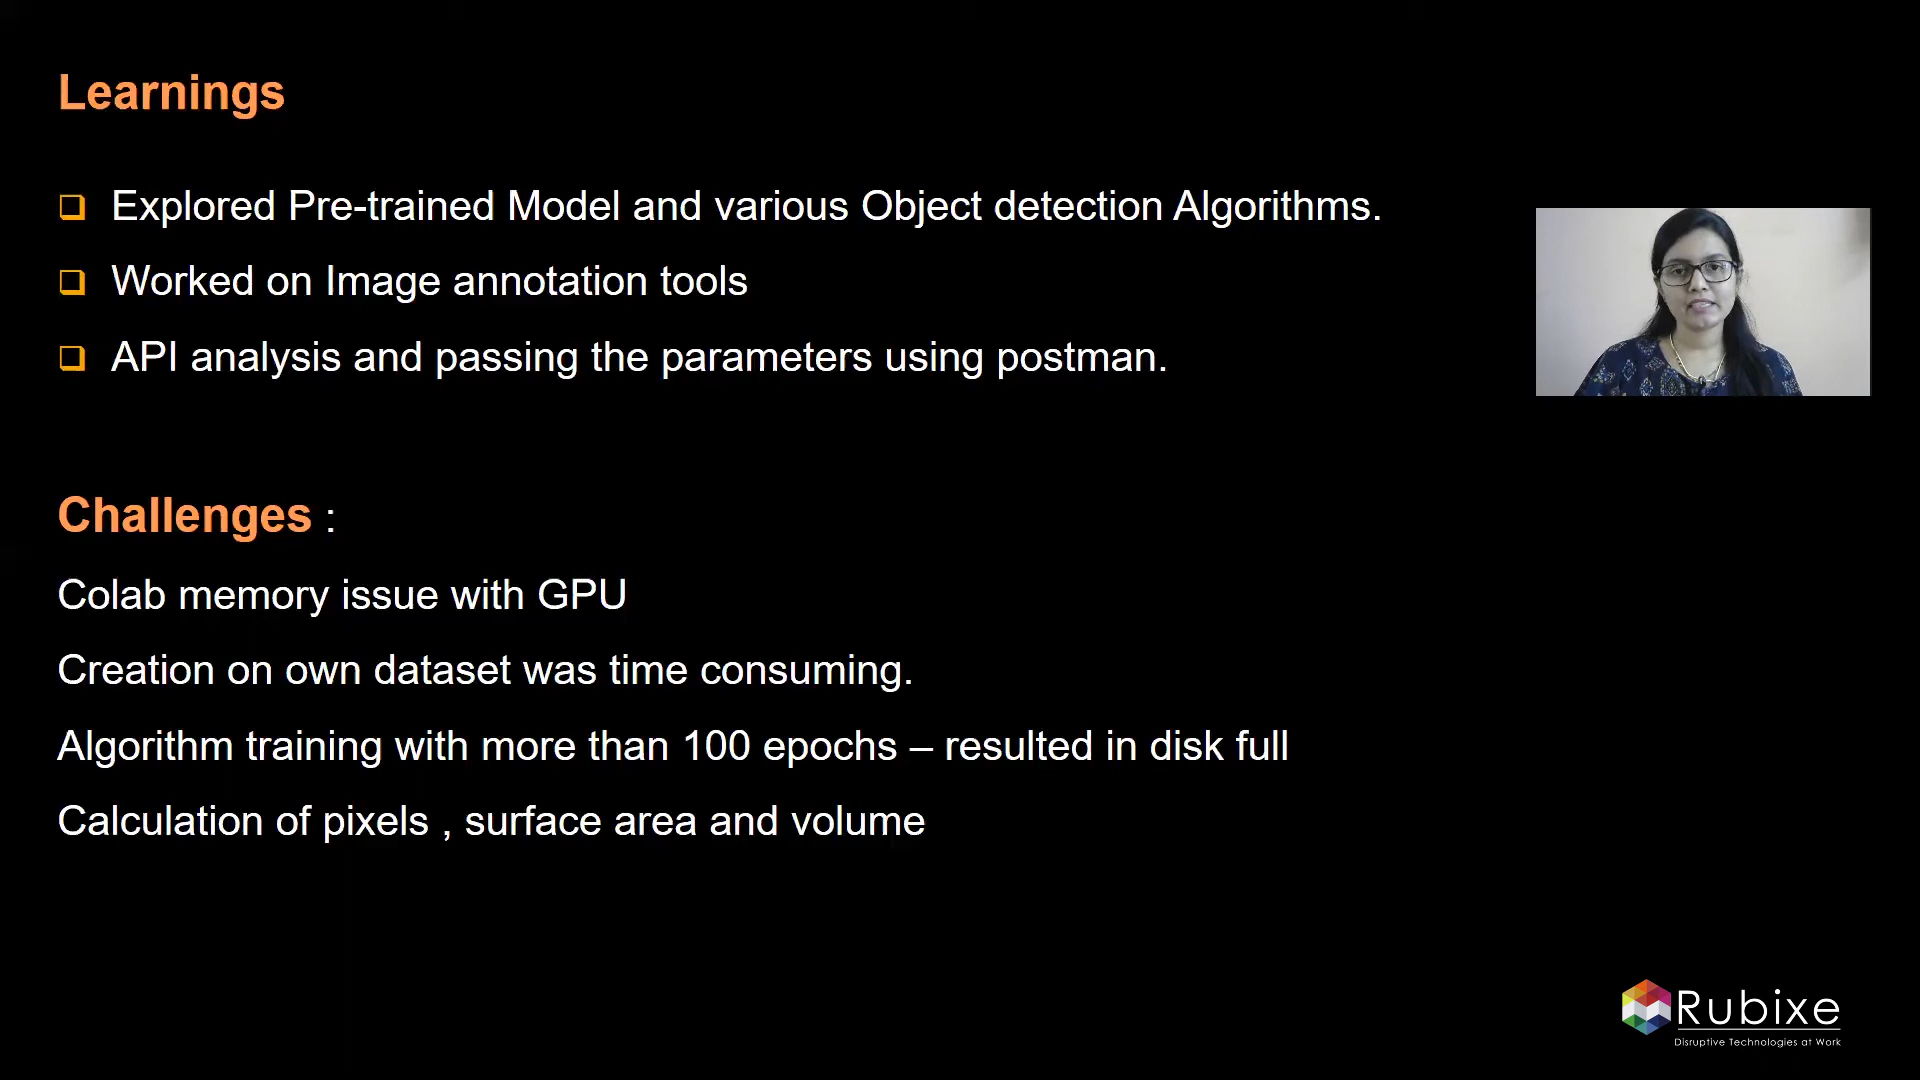 Learnings
Explored Pre-trained Model and various Object detection Algorithms.
Worked on Image annotation tools
API analysis and passing the parameters using postman.
Challenges :
Colab memory issue with GPU
Creation on own dataset was time consuming.
Algorithm training with more than 100 epochs – resulted in disk full
Calculation of pixels , surface area and volume
Rubixe
Disruptive Technologies at Work